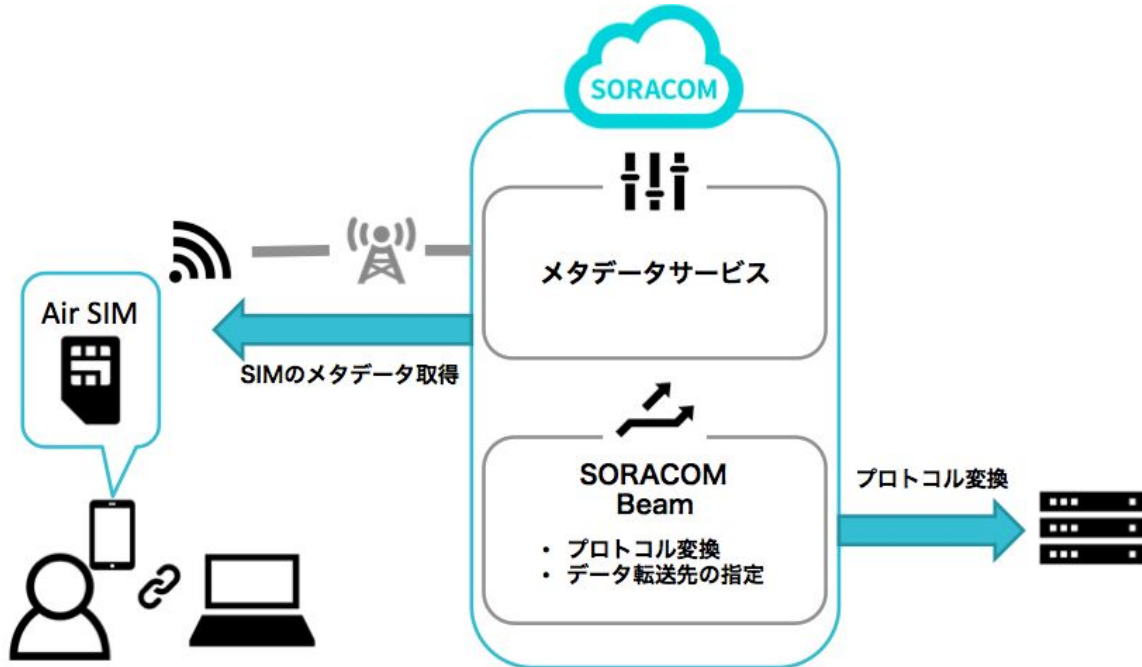 SORACOM
メタデータサービス
Air SIM
SIMのメタデータ取得
SORACOM
Beam
• プロトコル変換
• データ転送先の指定
プロトコル変換